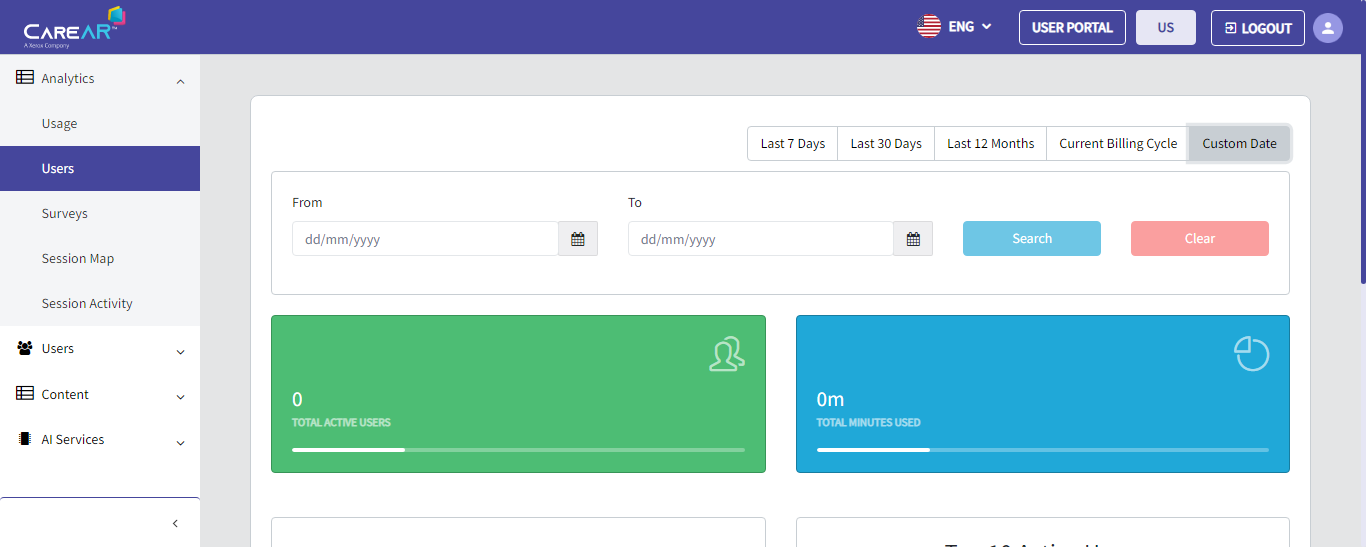 CAREAR™
A Xerox Company
ENG
USER PORTAL
US
LOGOUT
Analytics
Usage
Users
Surveys
Session Map
Session Activity
Users
Content
AI Services
Last 7 Days
Last 30 Days
Last 12 Months
Current Billing Cycle
Custom Date
From
To
dd/mm/yyyy
dd/mm/yyyy
Search
Clear
0
TOTAL ACTIVE USERS
0m
TOTAL MINUTES USED